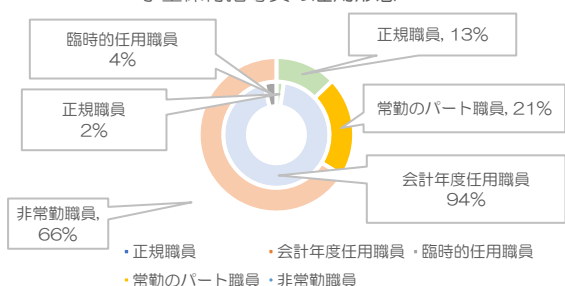 臨時的任用職員
4%
正規職員, 13%
正規職員
2%
常勤のパート職員, 21%
会計年度任用職員
94%
非常勤職員,
66%
正規職員 会計年度任用職員 臨時的任用職員
常勤のパート職員 非常勤職員